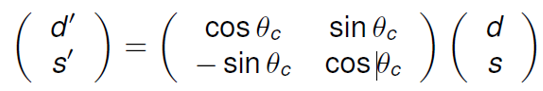 ( d′ ) = ( cos θc sin θc ) ( d )
( s′ ) ( − sin θc cos θc ) ( s )